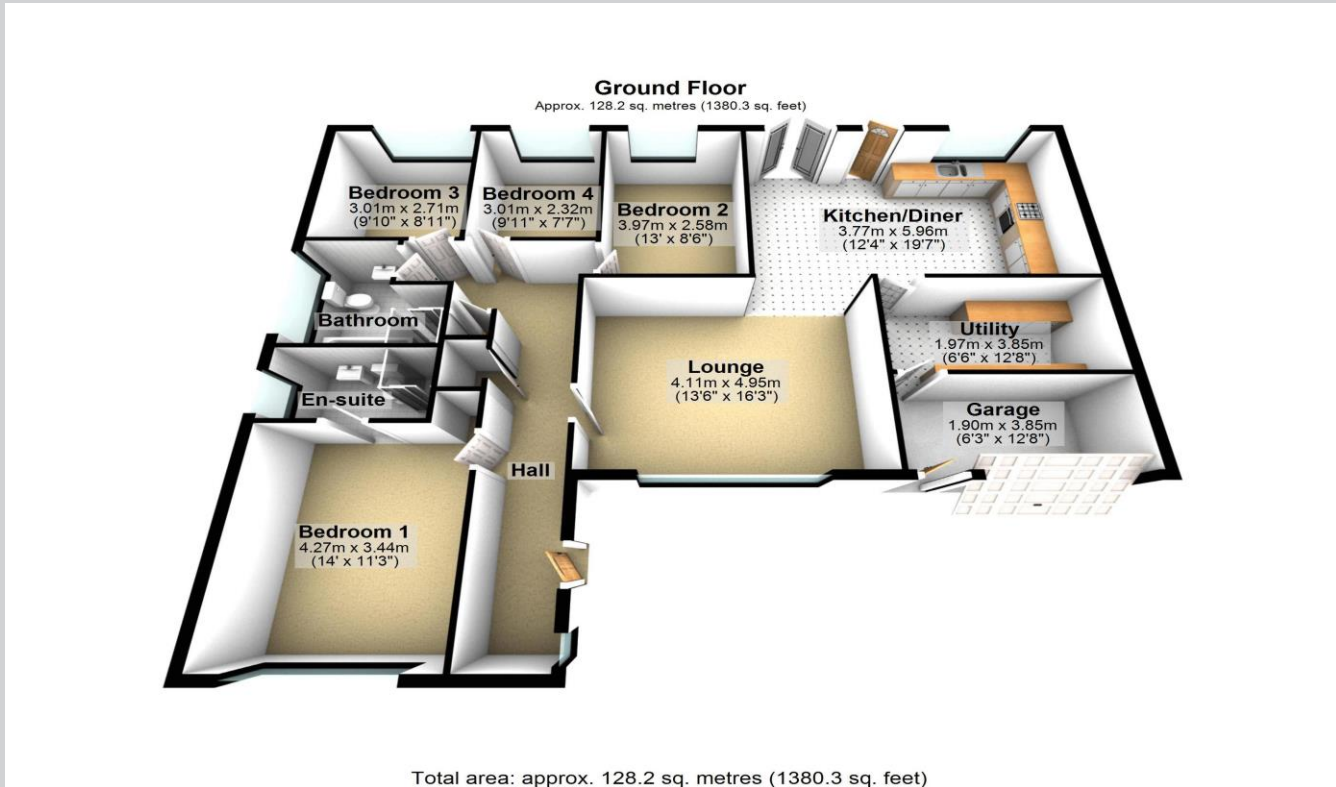 Ground Floor
Approx. 128.2 sq. metres (1380.3 sq. feet)
Bedroom 3
3.01m x 2.71m
(9'10" x 8'11")
Bedroom 4
3.01m x 2.32m
(9'11" x 7'7")
Bedroom 2
3.97m x 2.58m
(13' x 8'6")
Kitchen/Diner
3.77m x 5.96m
(12'4" x 19'7")
Bathroom
Utility
1.97m x 3.85m
(6'6" x 12'8")
Lounge
4.11m x 4.95m
(13'6" x 16'3")
En-suite
Garage
1.90m x 3.85m
(6'3" x 12'8")
Hall
Bedroom 1
4.27m x 3.44m
(14' x 11'3")
Total area: approx. 128.2 sq. metres (1380.3 sq. feet)